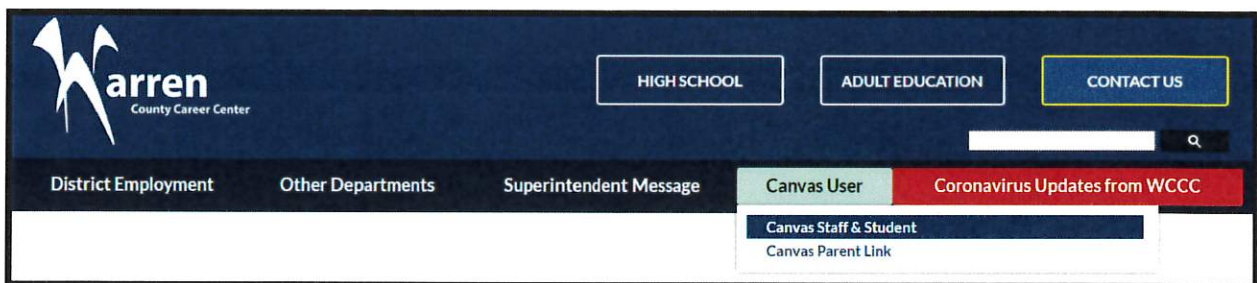 Warren
County Career Center
HIGH SCHOOL
ADULT EDUCATION
CONTACT US
District Employment
Other Departments
Superintendent Message
Canvas User
Coronavirus Updates from WCCC
Canvas Staff & Student
Canvas Parent Link